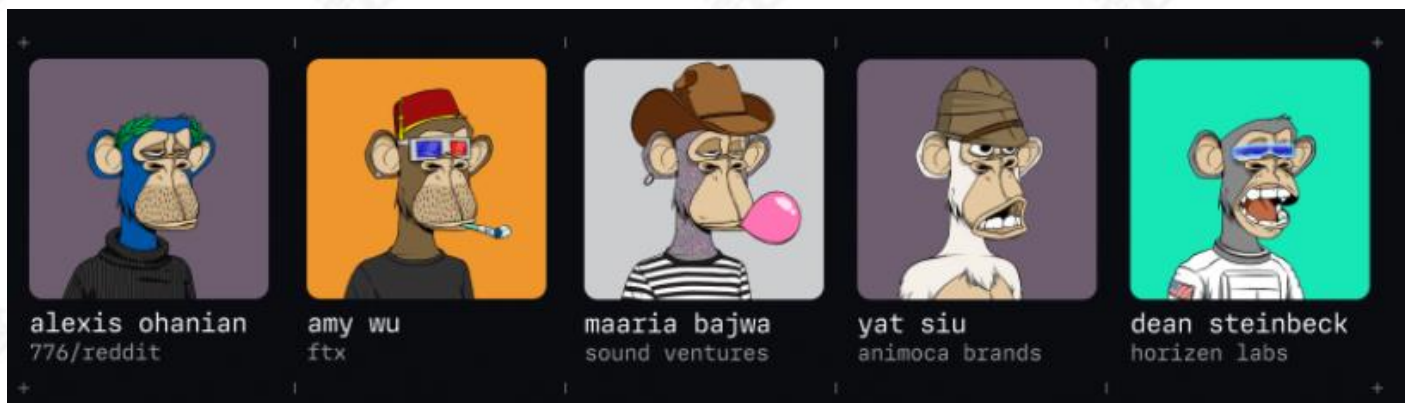 alexis ohanian
776/reddit
amy wu
ftx
maaria bajwa
sound ventures
yat siu
animoca brands
dean steinbeck
horizen labs